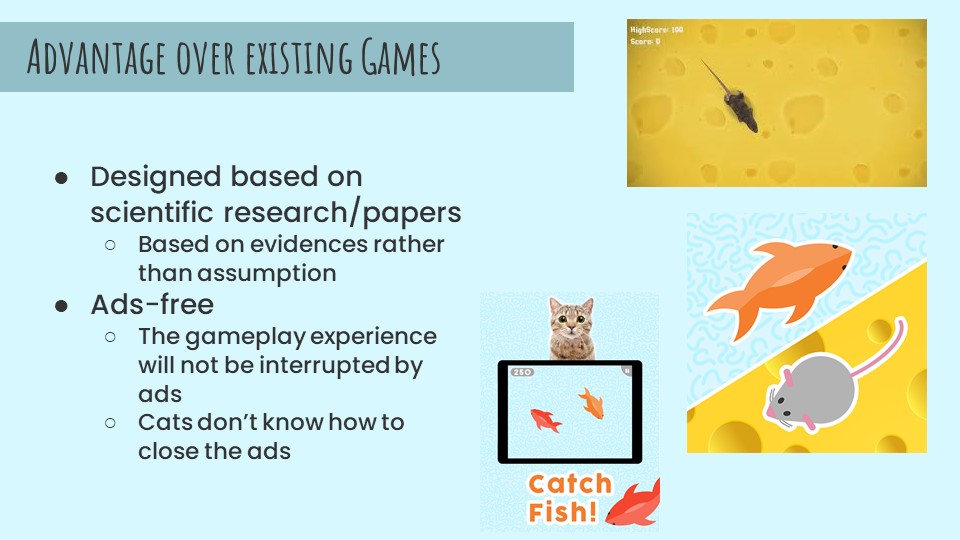 Advantage over existing Games
HighScore: 100
Score: 0
● Designed based on
scientific research/papers
○ Based on evidences rather
than assumption
● Ads-free
○ The gameplay experience
will not be interrupted by
ads
○ Cats don’t know how to
close the ads
250
Catch
Fish!